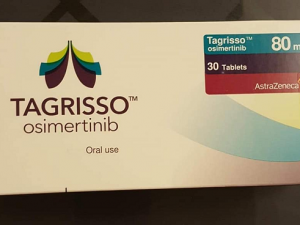 TAGRISSO™
osimertinib
Oral use
Tagrisso™
osimertinib
80 m
30 Tablets
AstraZeneca